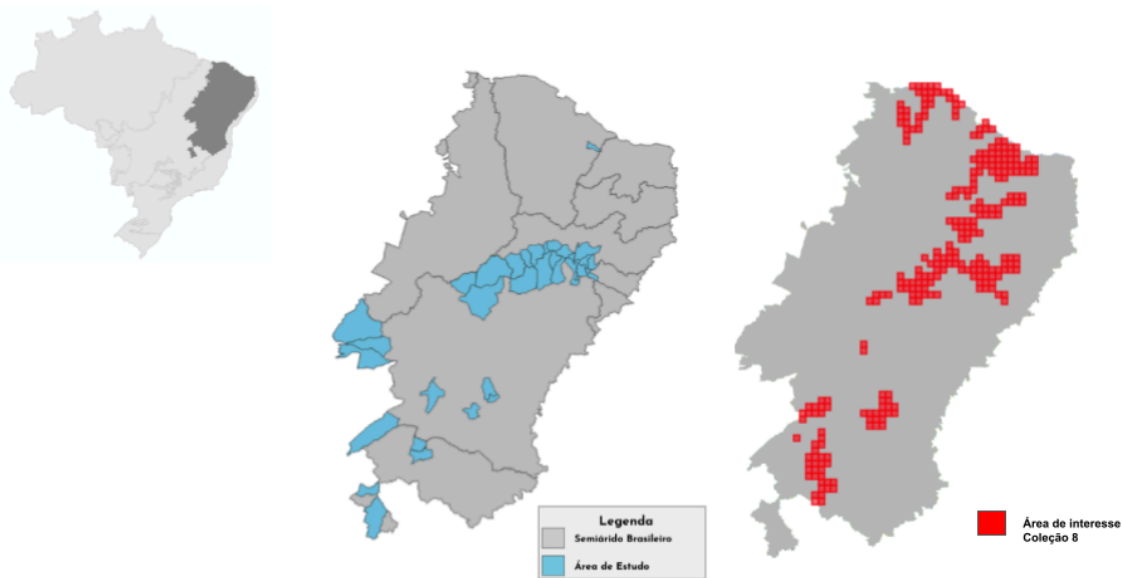 Legenda
Semiárido Brasileiro
Área de Estudo
Área de interesse
Coleção 8